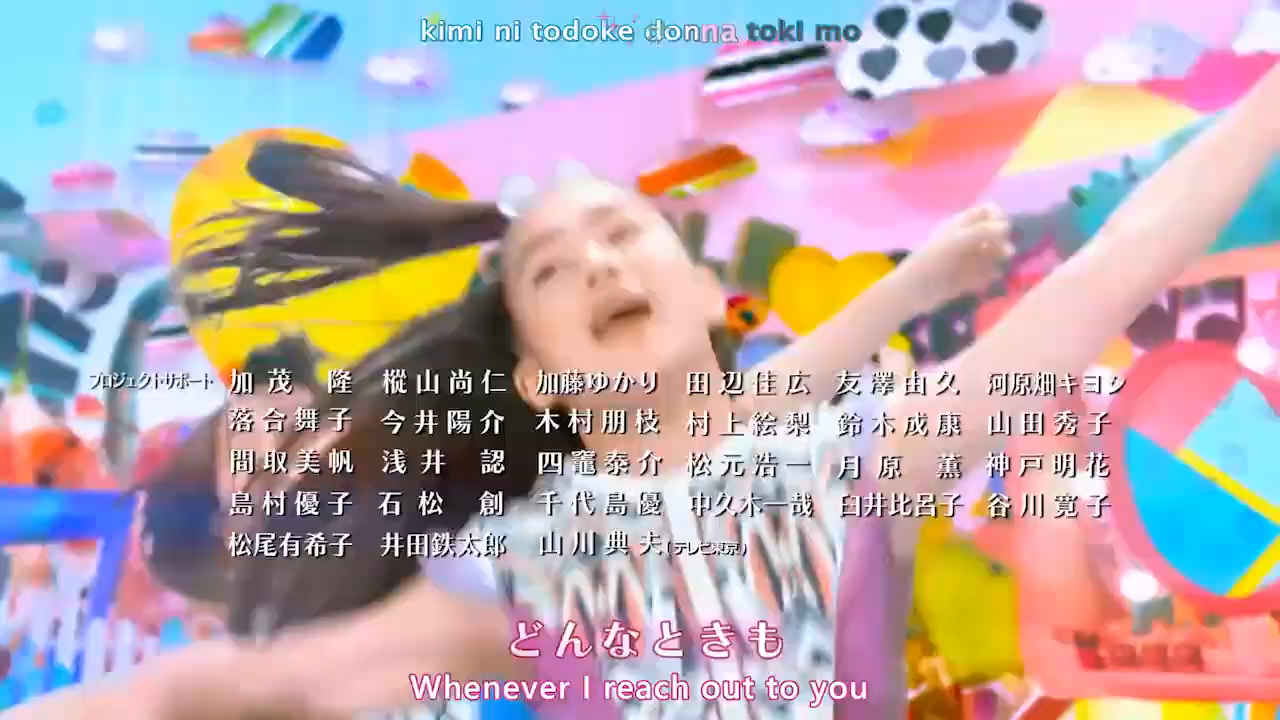 kimi ni todoke donna toki mo
プロジェクトサポート 加茂 隆 樅山尚仁 加藤ゆかり 田辺佳広 友澤由久 河原畑キヨシ
落合舞子 今井陽介 木村朋枝 村上絵梨 鈴木成康 山田秀子
間取美帆 浅井 認 四竈泰介 松元浩一 月原 薫 神戸明花
島村優子 石松 創 千代島優 中久木一哉 臼井比呂子 谷川寛子
松尾有希子 井田鉄太郎 山川典夫(テレビ東京)
どんなときも
Whenever I reach out to you